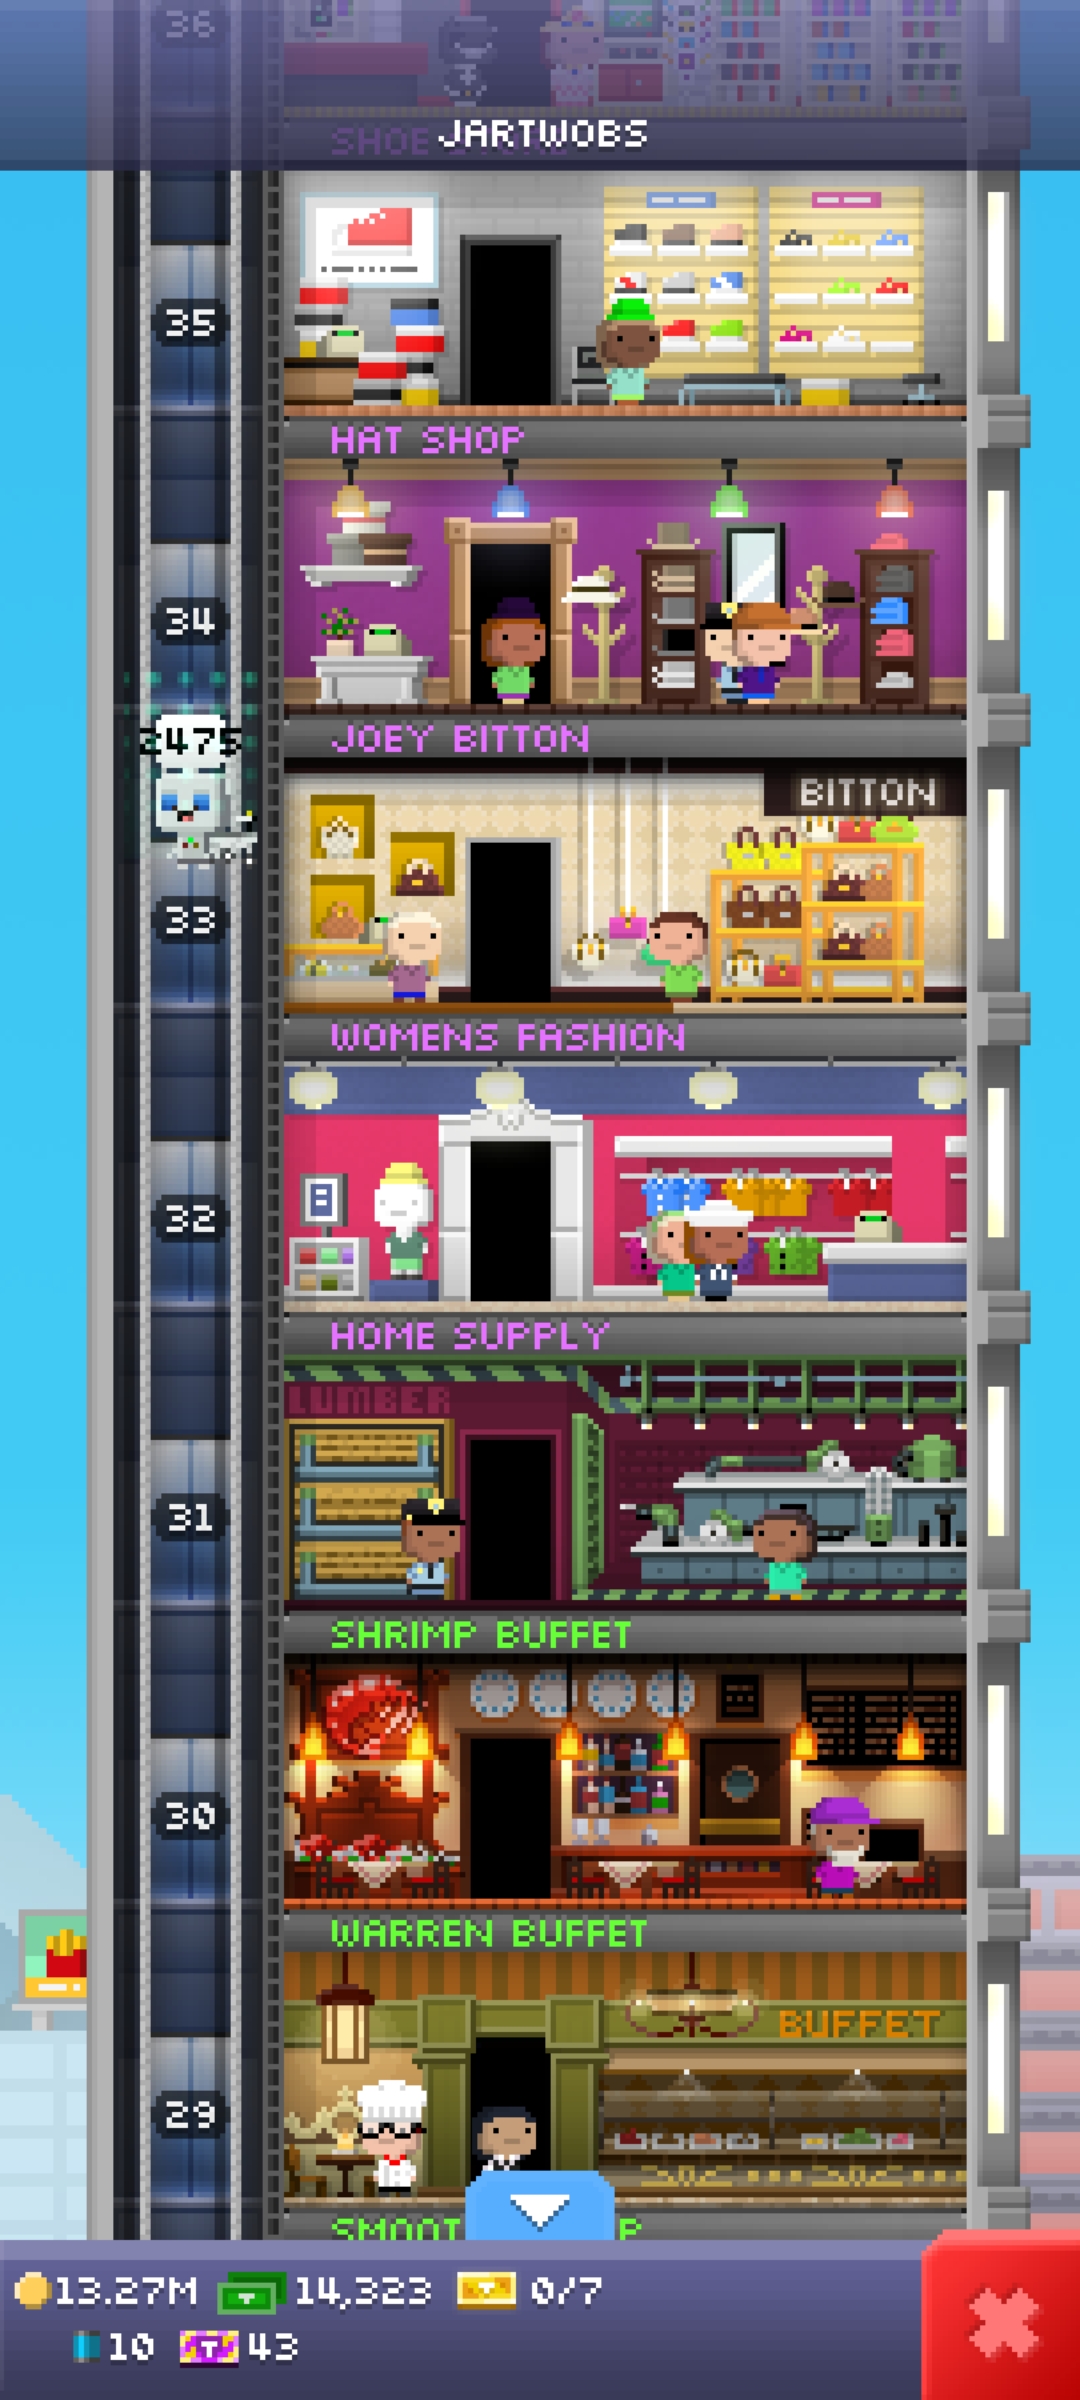 36
SHOE
JARTWOBS
35
HAT SHOP
34
JOEY BITTON
2475
BITTON
33
WOMENS FASHION
32
HOME SUPPLY
LUMBER
31
SHRIMP BUFFET
30
WARREN BUFFET
BUFFET
29
SMOOT P
13.27M 14,323 0/7
10 T 43